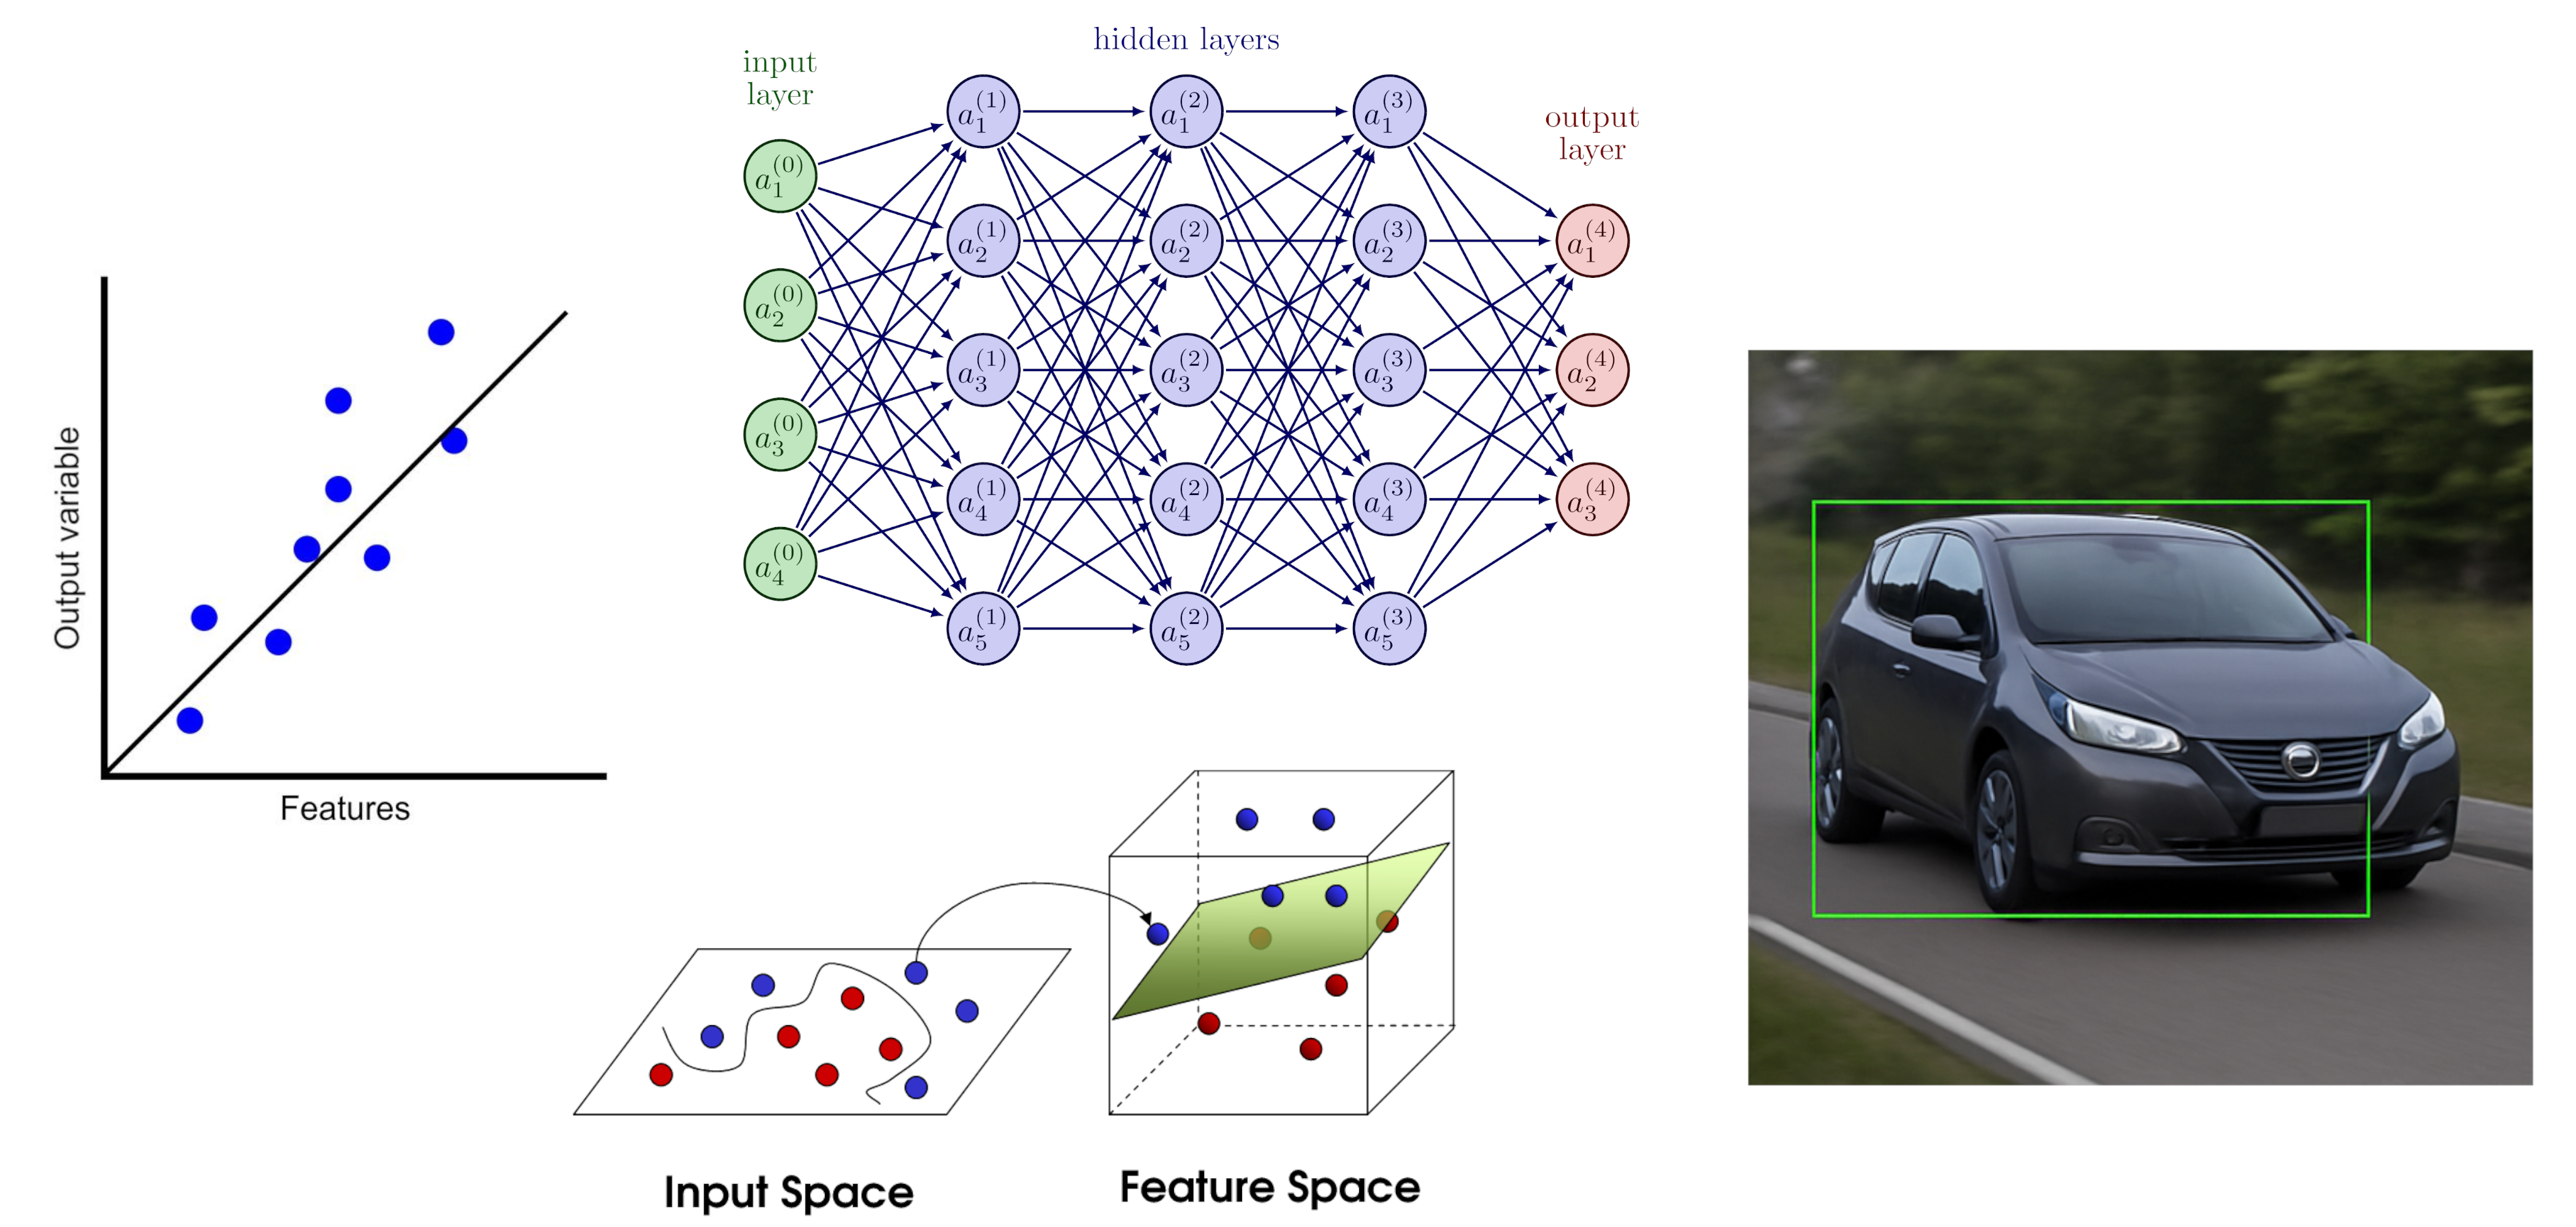 hidden layers
input
layer
output
layer
a_1^{(0)}
a_2^{(0)}
a_3^{(0)}
a_4^{(0)}
a_1^{(1)}
a_2^{(1)}
a_3^{(1)}
a_4^{(1)}
a_5^{(1)}
a_1^{(2)}
a_2^{(2)}
a_3^{(2)}
a_4^{(2)}
a_5^{(2)}
a_1^{(3)}
a_2^{(3)}
a_3^{(3)}
a_4^{(3)}
a_5^{(3)}
a_1^{(4)}
a_2^{(4)}
a_3^{(4)}
Output variable
Features
Input Space
Feature Space